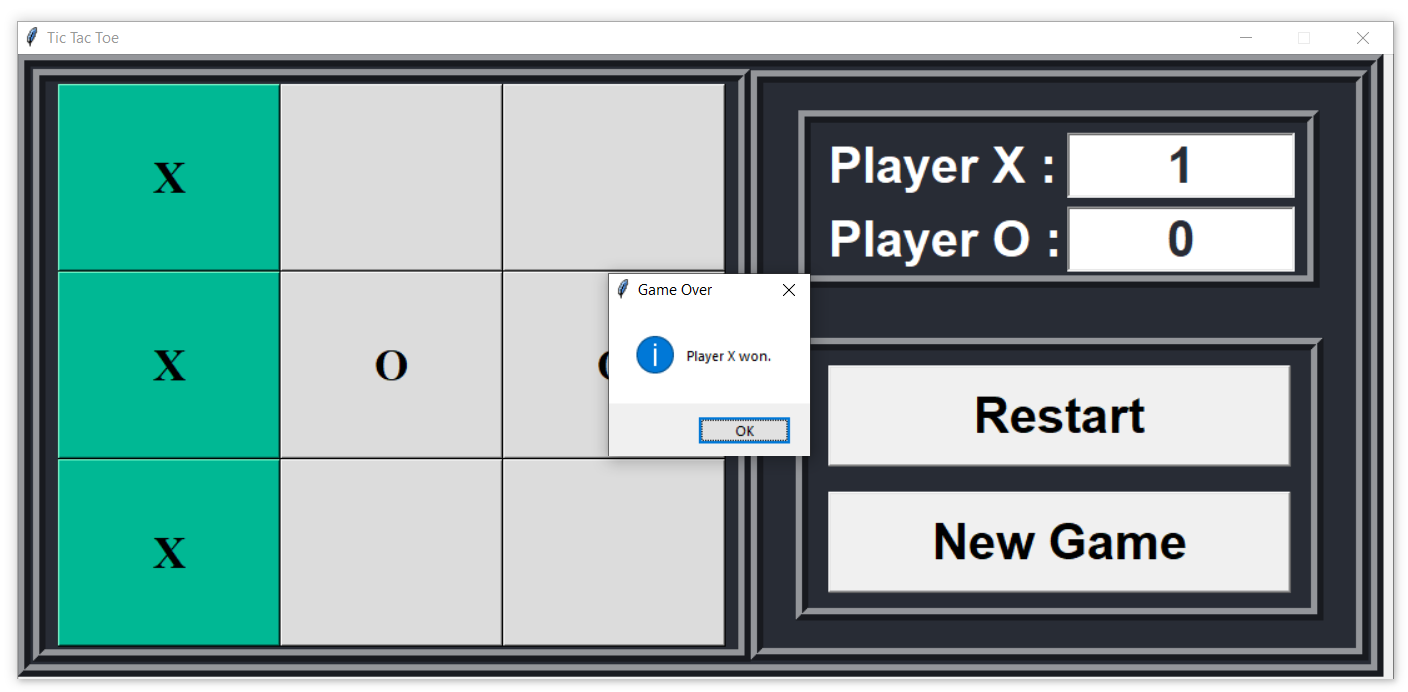 Tic Tac Toe
X
Player X : 1
Player O : 0
Game Over
X O
Player X won.
OK
Restart
X
New Game